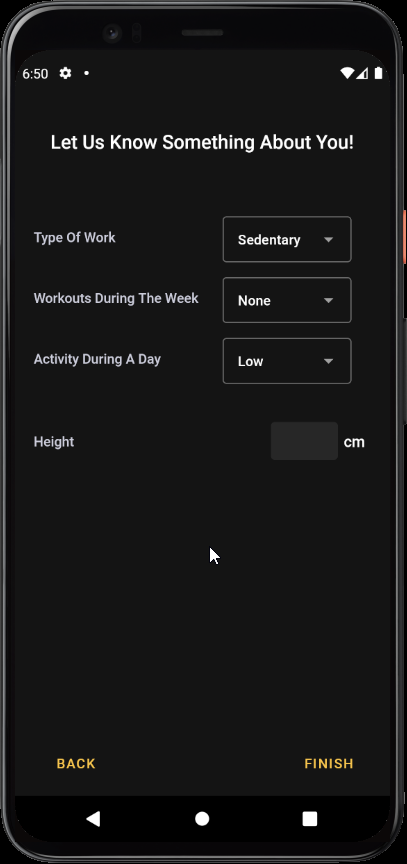 6:50
Let Us Know Something About You!
Type Of Work Sedentary
Workouts During The Week None
Activity During A Day Low
Height cm
BACK FINISH